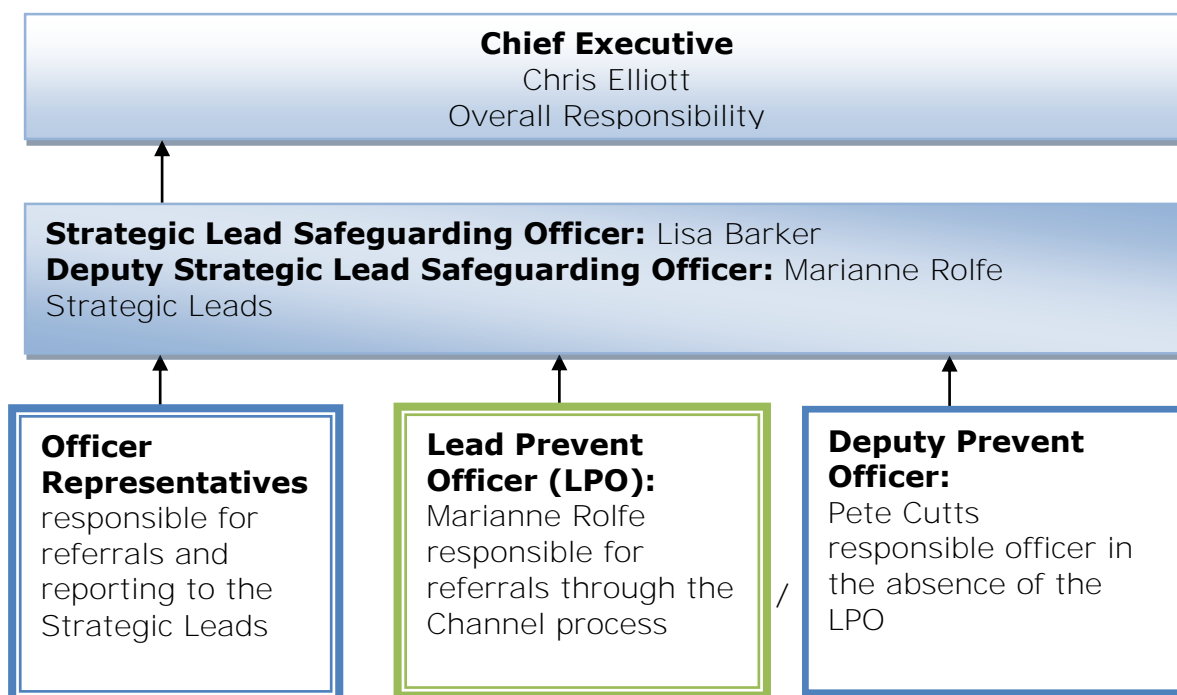 Chief Executive
Chris Elliott
Overall Responsibility
Strategic Lead Safeguarding Officer: Lisa Barker
Deputy Strategic Lead Safeguarding Officer: Marianne Rolfe
Strategic Leads
Officer
Representatives
responsible for
referrals and
reporting to the
Strategic Leads
Lead Prevent
Officer (LPO):
Marianne Rolfe
responsible for
referrals through the
Channel process
/
Deputy Prevent
Officer:
Pete Cutts
responsible officer in
the absence of the
LPO